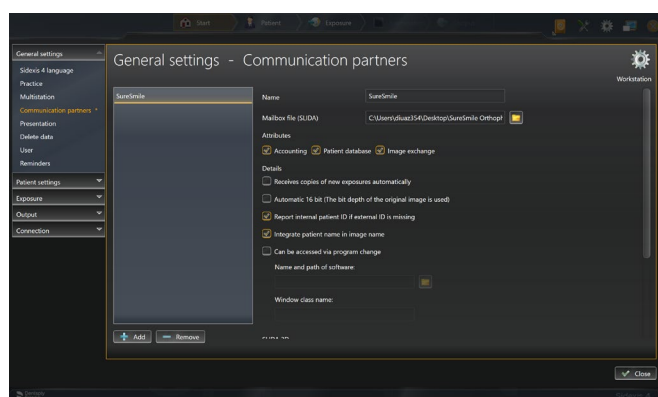 Start
Patient
Exposure
General settings
Sidexis 4 language
Practice
Multistation
Communication partners *
Presentation
Delete data
User
Reminders
Patient settings
Exposure
Output
Connection
General settings - Communication partners
Workstation
SureSmile
Name
SureSmile
Mailbox file (SLIDA)
C:\Users\diuaz354\Desktop\SureSmile Orthoph
Attributes
Accounting
Patient database
Image exchange
Details
Receives copies of new exposures automatically
Automatic 16 bit (The bit depth of the original image is used)
Report internal patient ID if external ID is missing
Integrate patient name in image name
Can be accessed via program change
Name and path of software:
Window class name:
SLIDA 3D
Add
Remove
Close